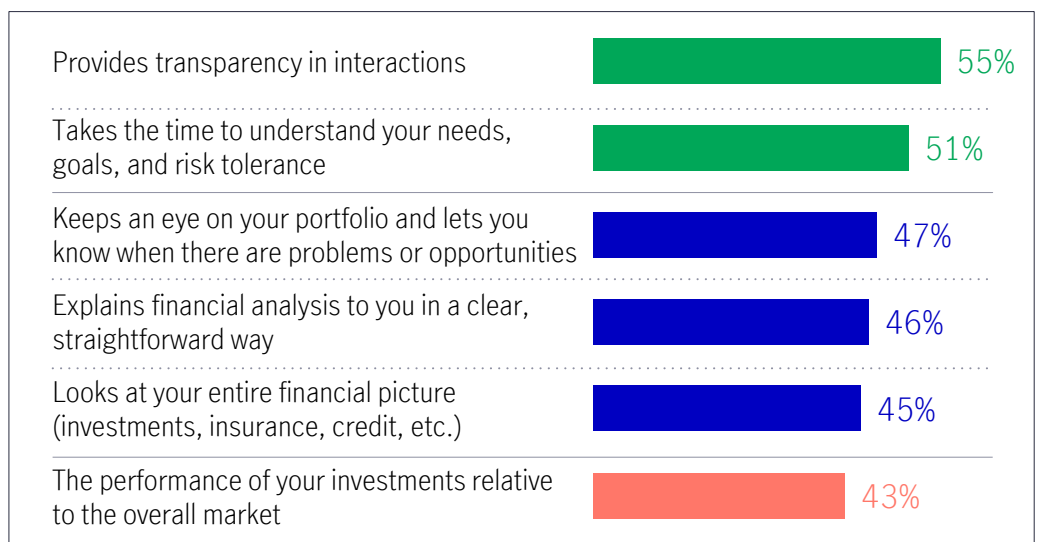 Provides transparency in interactions
55%
Takes the time to understand your needs,
goals, and risk tolerance
51%
Keeps an eye on your portfolio and lets you
know when there are problems or opportunities
47%
Explains financial analysis to you in a clear,
straightforward way
46%
Looks at your entire financial picture
(investments, insurance, credit, etc.)
45%
The performance of your investments relative
to the overall market
43%